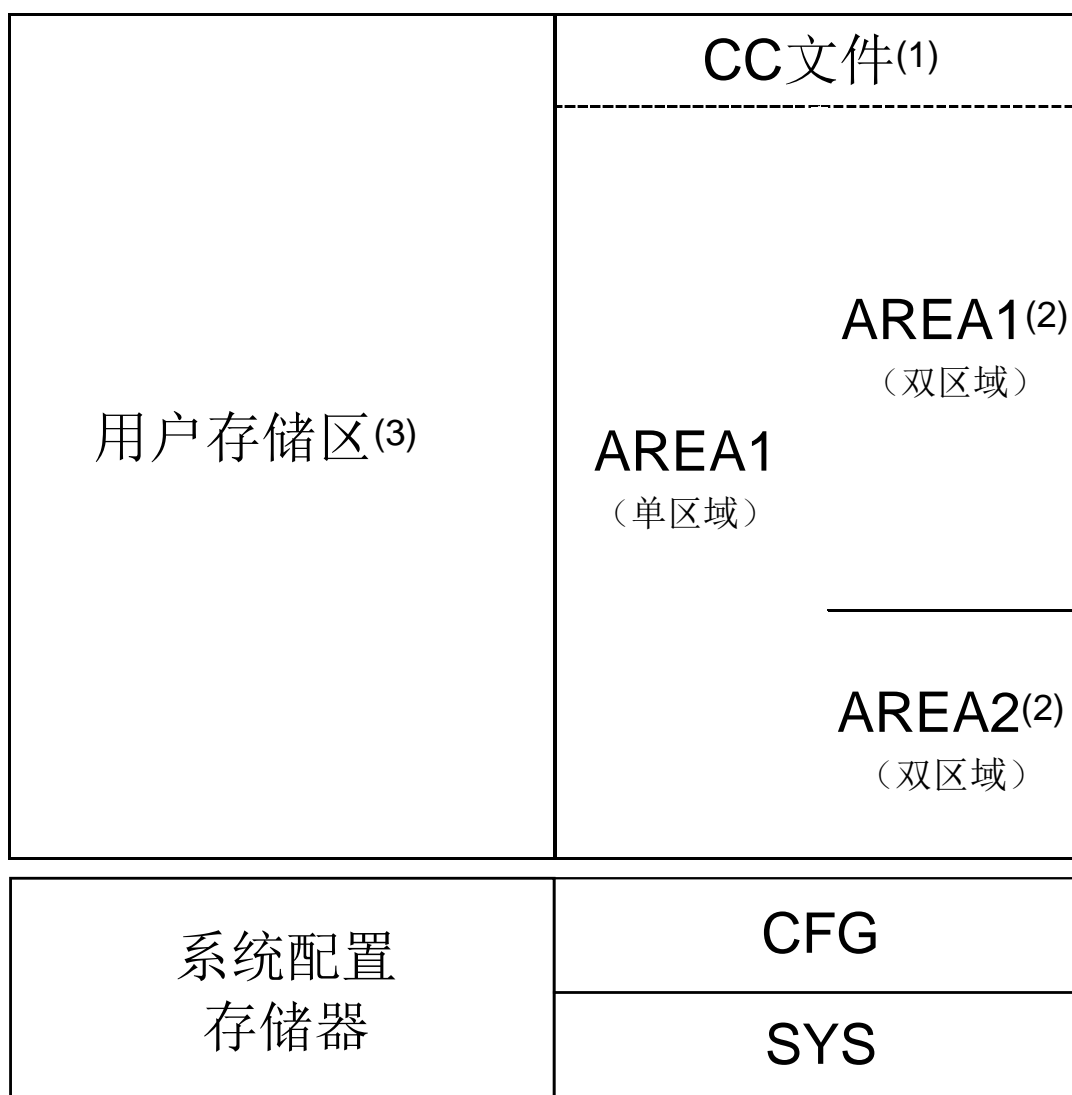 CC文件(1)
AREA1(2)
（双区域）
用户存储区(3)
AREA1
（单区域）
AREA2(2)
（双区域）
系统配置
存储器
CFG
SYS